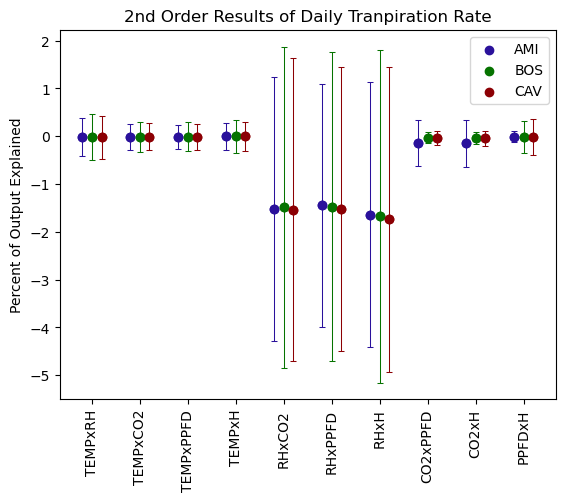 2nd Order Results of Daily Tranpiration Rate
Percent of Output Explained
2
1
0
−1
−2
−3
−4
−5
AMI
BOS
CAV
TEMPxRH
TEMPxCO2
TEMPxPPFD
TEMPxH
RHxCO2
RHxPPFD
RHxH
CO2xPPFD
CO2xH
PPFDxH